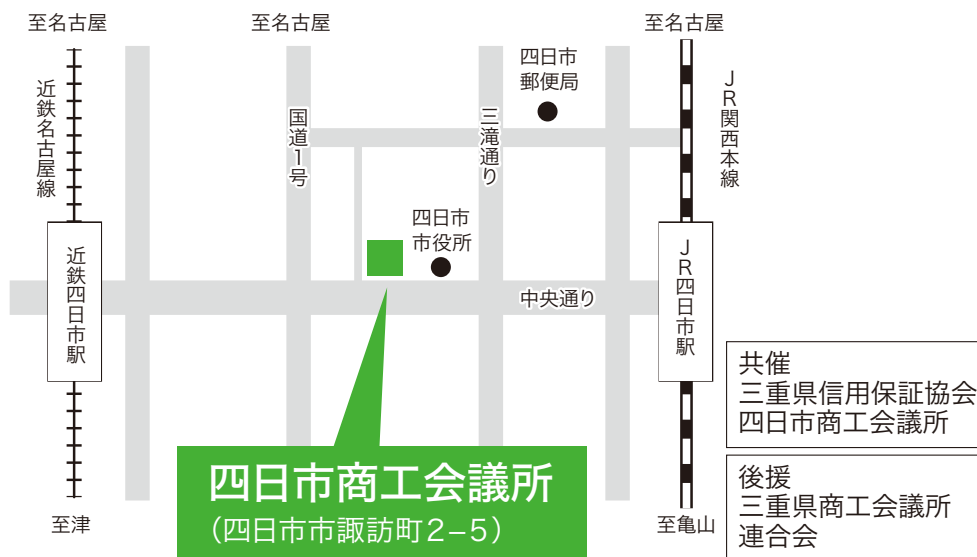 至名古屋
至名古屋
至名古屋
近鉄名古屋線
国道1号
三滝通り
四日市
郵便局
JR関西本線
四日市
市役所
近鉄四日市駅
中央通り
JR四日市駅
共催
三重県信用保証協会
四日市商工会議所
四日市商工会議所
(四日市市諏訪町2−5)
後援
三重県商工会議所
連合会
至津
至亀山